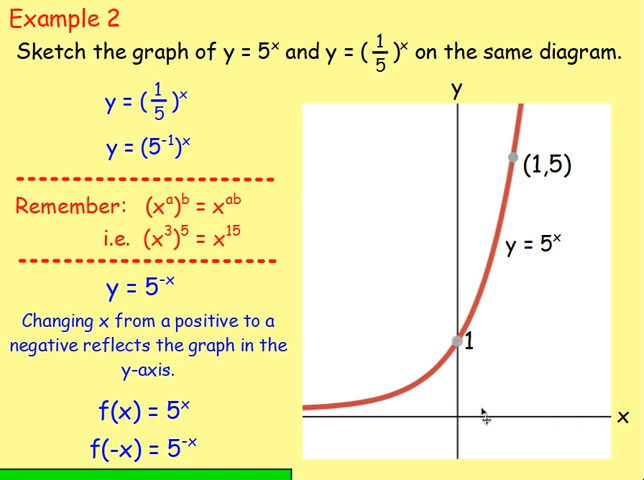 Example 2
Sketch the graph of y = 5ˣ and y = (1/5)ˣ on the same diagram.
y = (1/5)ˣ
y = (5⁻¹)ˣ
Remember: (xᵃ)ᵇ = xᵃᵇ
i.e. (x³)⁵ = x¹⁵
y = 5⁻ˣ
Changing x from a positive to a
negative reflects the graph in the
y-axis.
f(x) = 5ˣ
f(-x) = 5⁻ˣ
y
(1,5)
y = 5ˣ
1
x